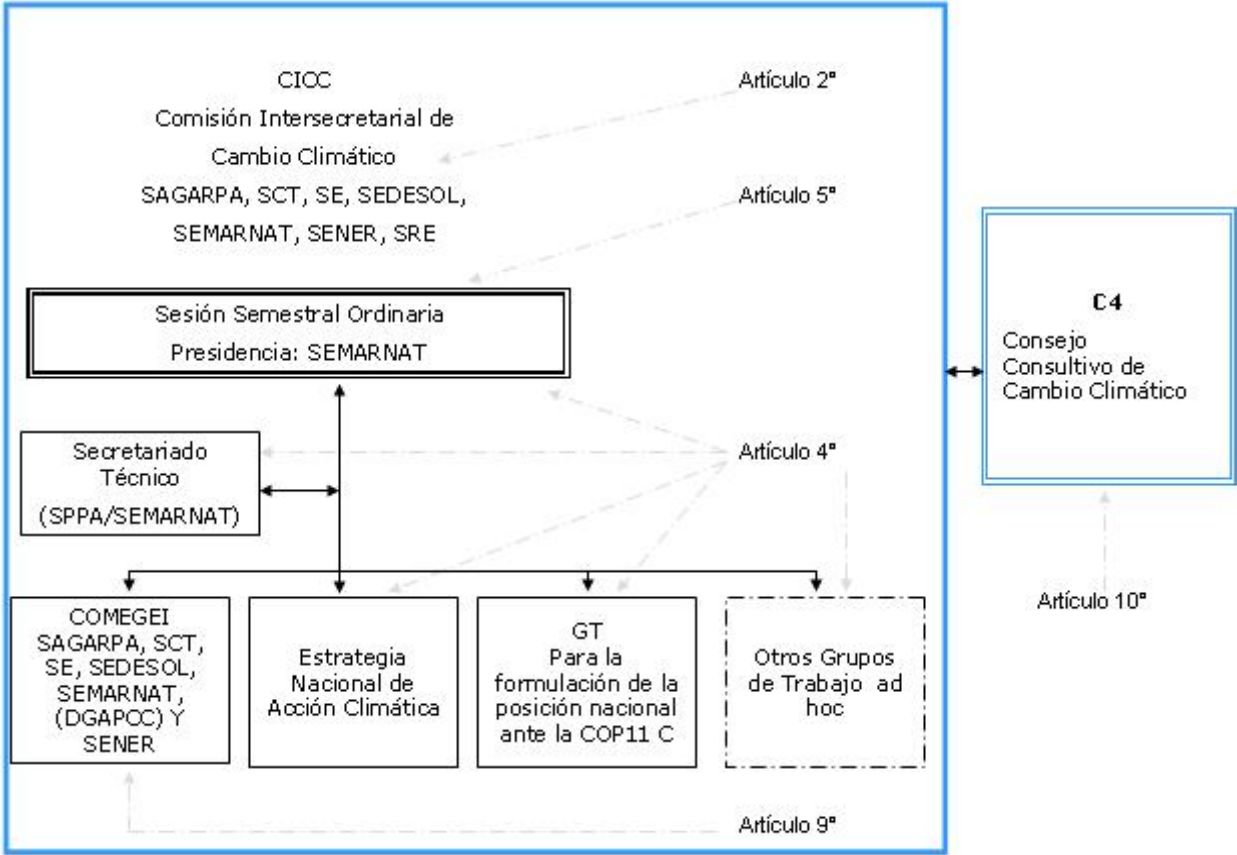 CICC
Comisión Intersecretarial de
Cambio Climático
SAGARPA, SCT, SE, SEDESOL,
SEMARNAT, SENER, SRE
Artículo 2°
Artículo 5°
Sesión Semestral Ordinaria
Presidencia: SEMARNAT
C4
Consejo
Consultivo de
Cambio Climático
Secretariado
Técnico
(SPPA/SEMARNAT)
Artículo 4°
COMEGEI
SAGARPA, SCT,
SE, SEDESOL,
SEMARNAT,
(DGAPCC) Y
SENER
Estrategia
Nacional de
Acción Climática
GT
Para la
formulación de la
posición nacional
ante la COP11 C
Otros Grupos
de Trabajo ad
hoc
Artículo 10°
Artículo 9°